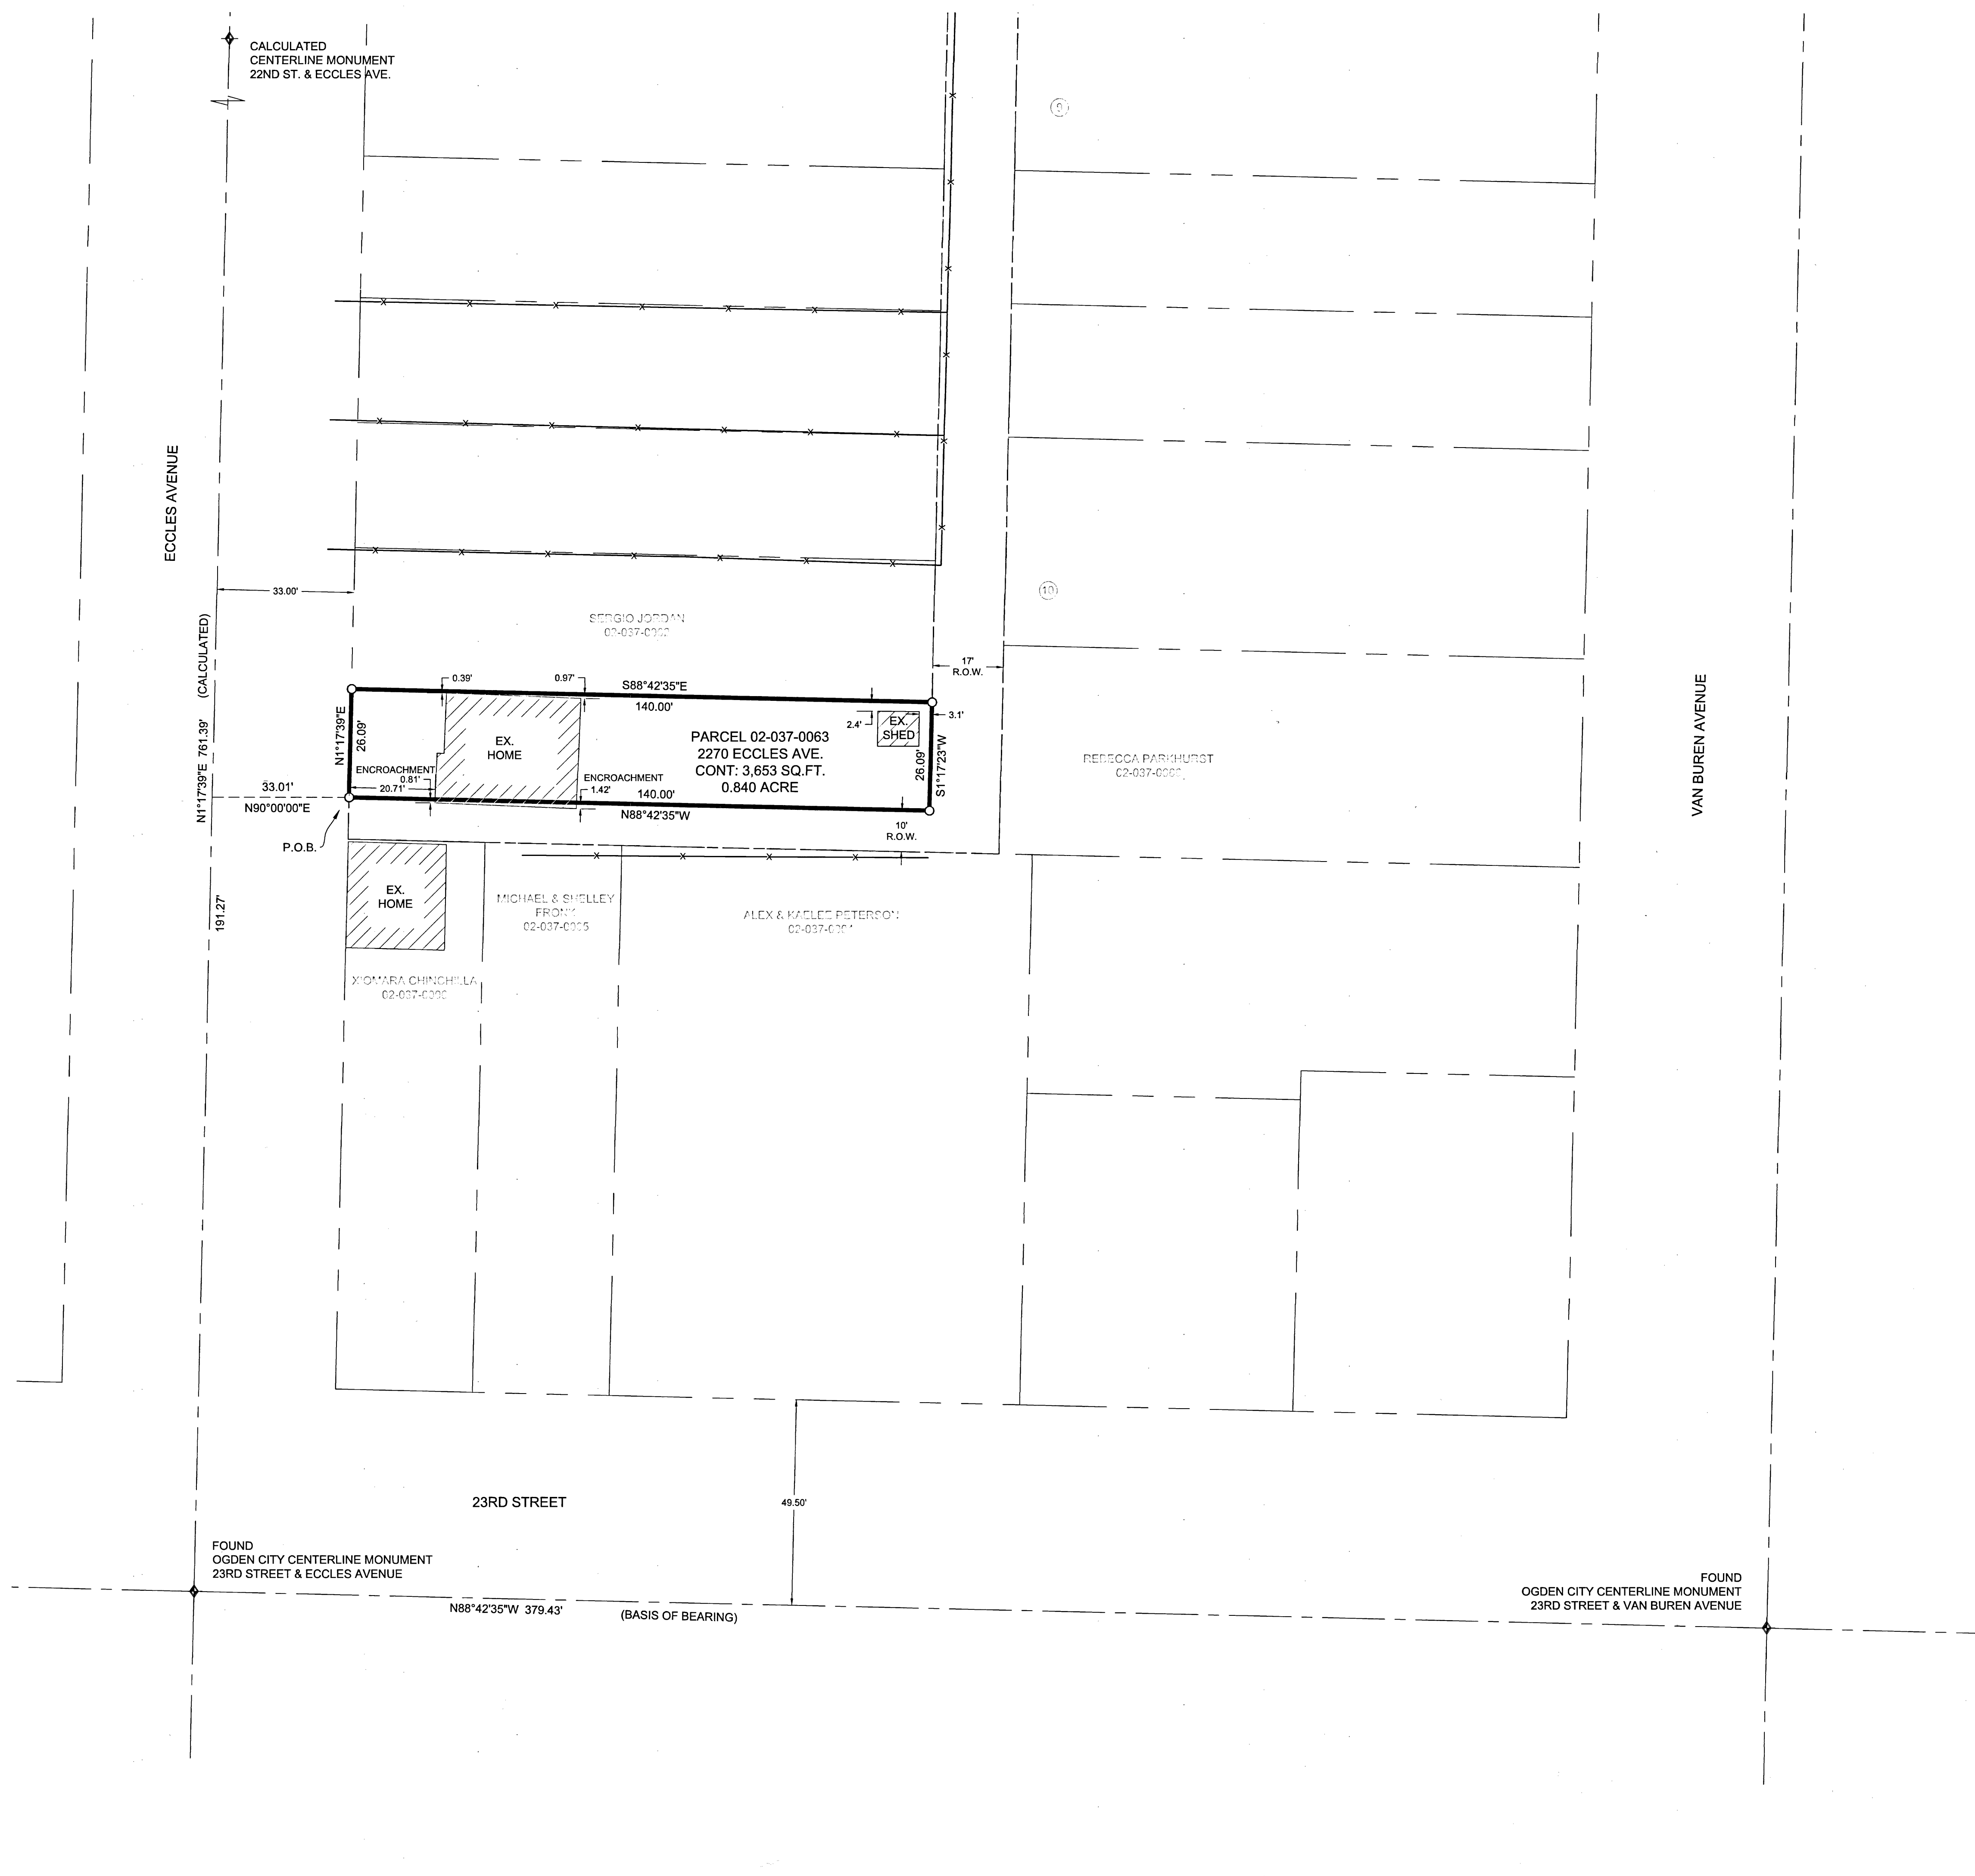 CALCULATED
CENTERLINE MONUMENT
22ND ST. & ECCLES AVE.
9
ECCLES AVENUE
33.00'
10
SERGIO JORDAN
N1°17'39"E 761.39' (CALCULATED)
17'
R.O.W.
0.39'
0.97'
S88°42'35"E
140.00'
VAN BUREN AVENUE
N1°17'39"E
26.09'
EX.
HOME
PARCEL 02-037-0063
2270 ECCLES AVE.
CONT: 3,653 SQ.FT.
0.840 ACRE
2.4'
EX.
SHED
3.1'
26.09'
S1°17'23"W
REBECCA PARKHURST
ENCROACHMENT
0.81'
20.71'
ENCROACHMENT
1.42'
140.00'
N88°42'35"W
33.01'
N90°00'00"E
10'
R.O.W.
P.O.B.
191.27'
EX.
HOME
MICHAEL & SHELLEY
FRONK
ALEX & KAELEE PETERSON
XIOMARA CHINCHILLA
23RD STREET
49.50'
FOUND
OGDEN CITY CENTERLINE MONUMENT
23RD STREET & ECCLES AVENUE
N88°42'35"W 379.43' (BASIS OF BEARING)
FOUND
OGDEN CITY CENTERLINE MONUMENT
23RD STREET & VAN BUREN AVENUE